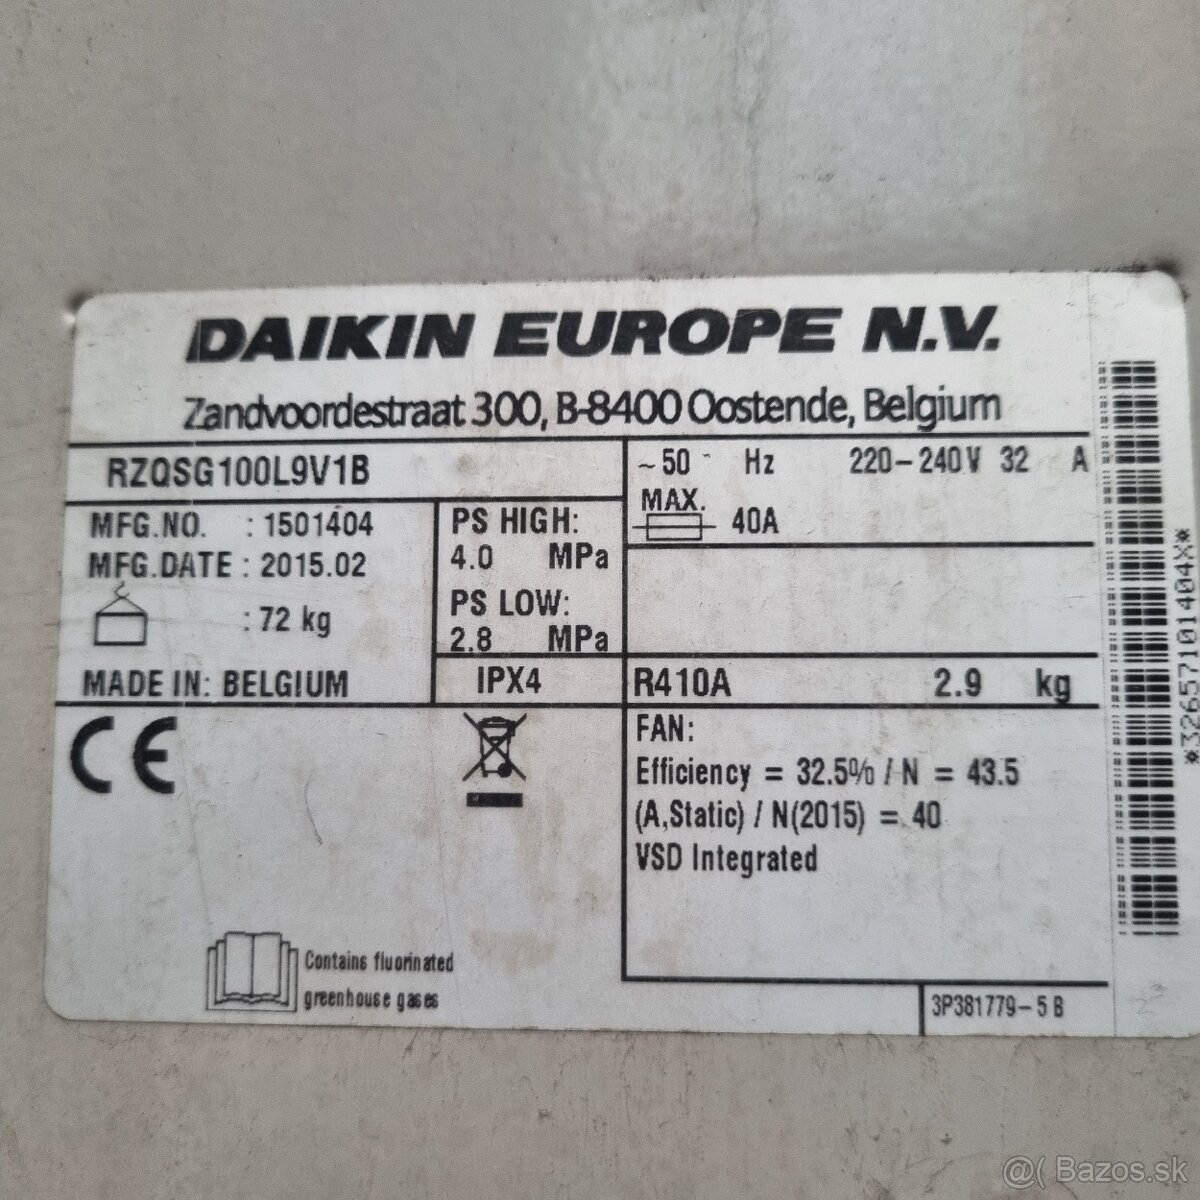 DAIKIN EUROPE N.V.
Zandvoordestraat 300, B-8400 Oostende, Belgium
RZQSG100L9V1B
~ 50 Hz 220-240V 32 A
MAX. 40A
MFG.NO. : 1501404
MFG.DATE : 2015.02
: 72 kg
MADE IN: BELGIUM
PS HIGH:
4.0 MPa
PS LOW:
2.8 MPa
IPX4
R410A 2.9 kg
CE
FAN:
Efficiency = 32.5% / N = 43.5
(A,Static) / N(2015) = 40
VSD Integrated
Contains fluorinated
greenhouse gases
3P381779-5 B
*32657101404X*
@( Bazos.sk